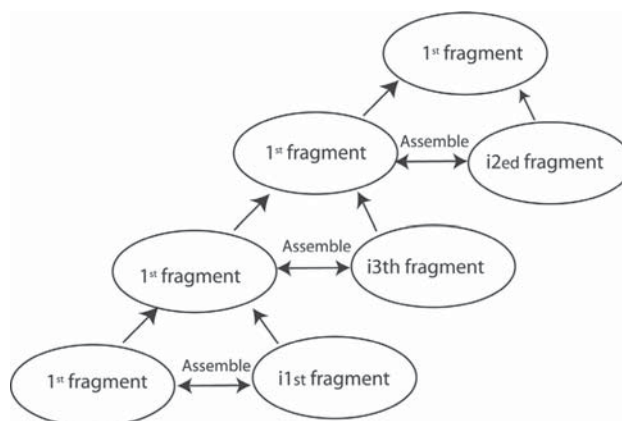 1st fragment
Assemble
1st fragment
i2ed fragment
Assemble
1st fragment
i3th fragment
Assemble
1st fragment
i1st fragment